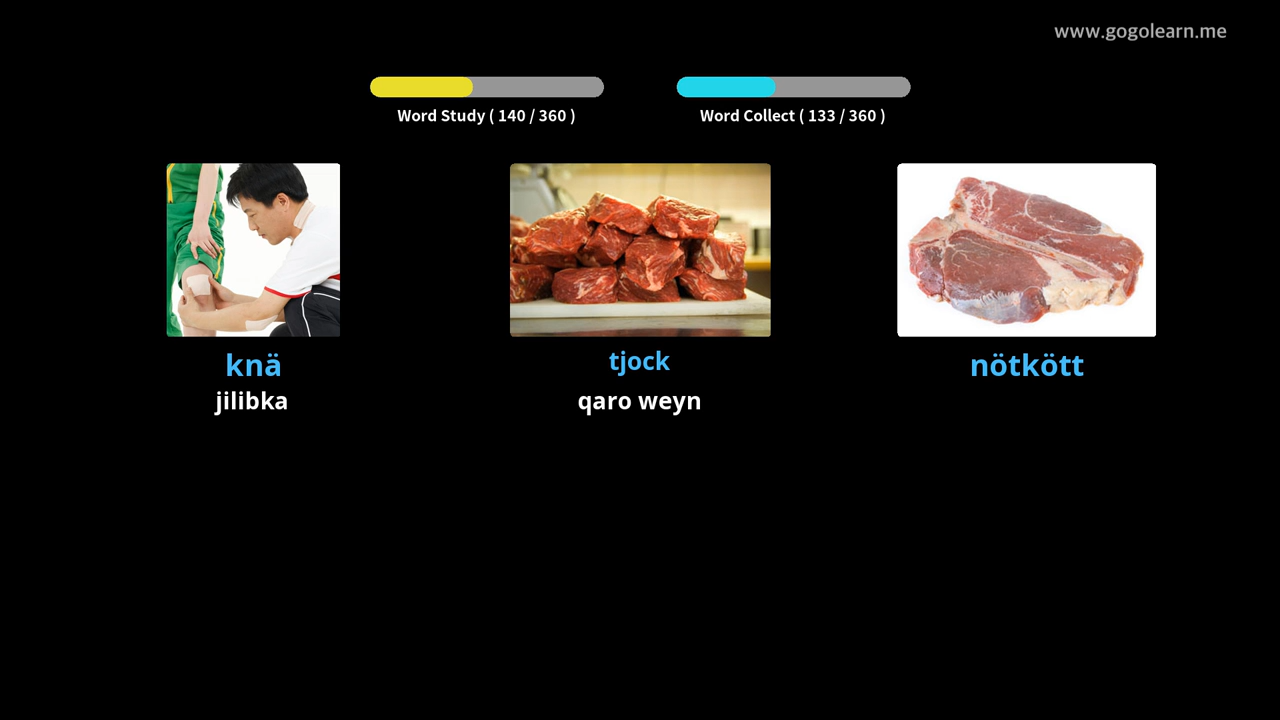 www.gogolearn.me
Word Study ( 140 / 360 )
Word Collect ( 133 / 360 )
knä
jilibka
tjock
qaro weyn
nötkött